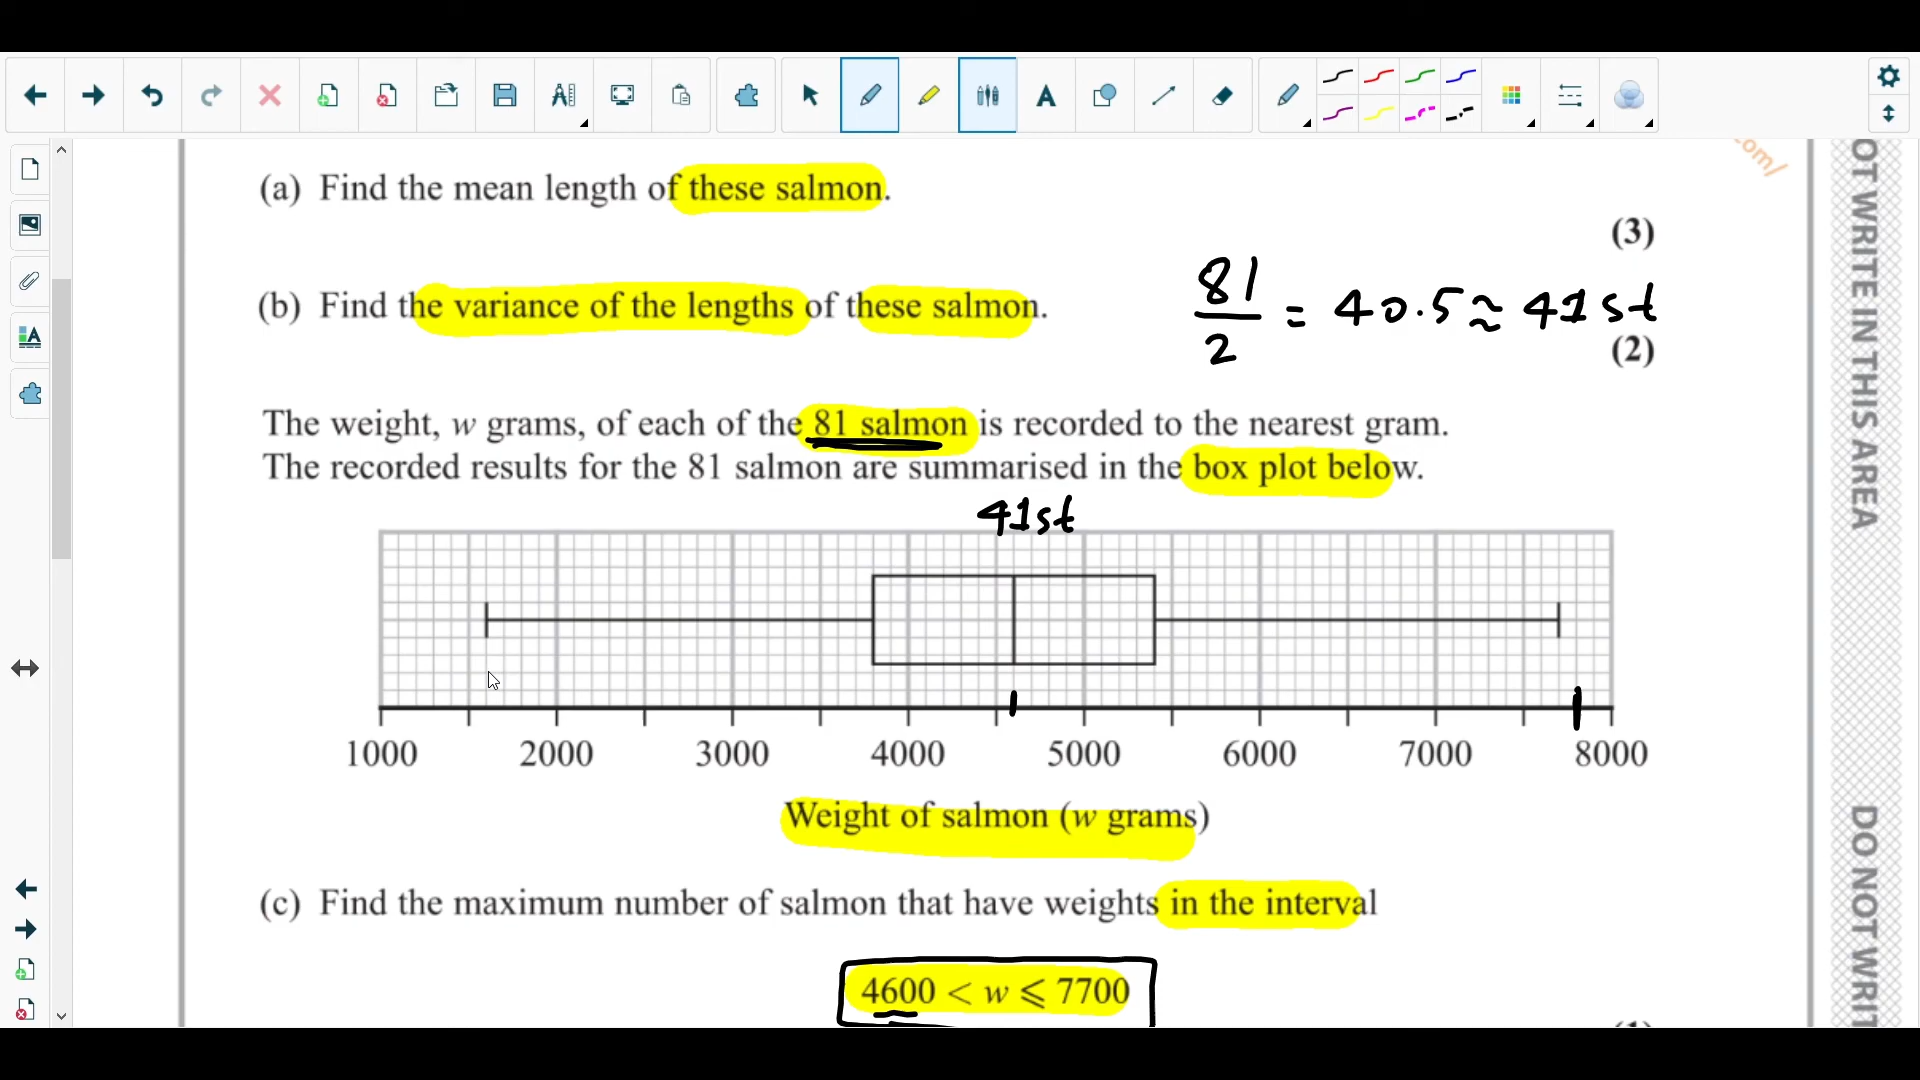 com/
(a) Find the mean length of these salmon.
(3)
(b) Find the variance of the lengths of these salmon.
81
2
= 40.5 ≈ 41st
(2)
The weight, w grams, of each of the 81 salmon is recorded to the nearest gram.
The recorded results for the 81 salmon are summarised in the box plot below.
41st
1000 2000 3000 4000 5000 6000 7000 8000
Weight of salmon (w grams)
(c) Find the maximum number of salmon that have weights in the interval
4600 < w ⩽ 7700
OT WRITE IN THIS AREA
DO NOT WRIT